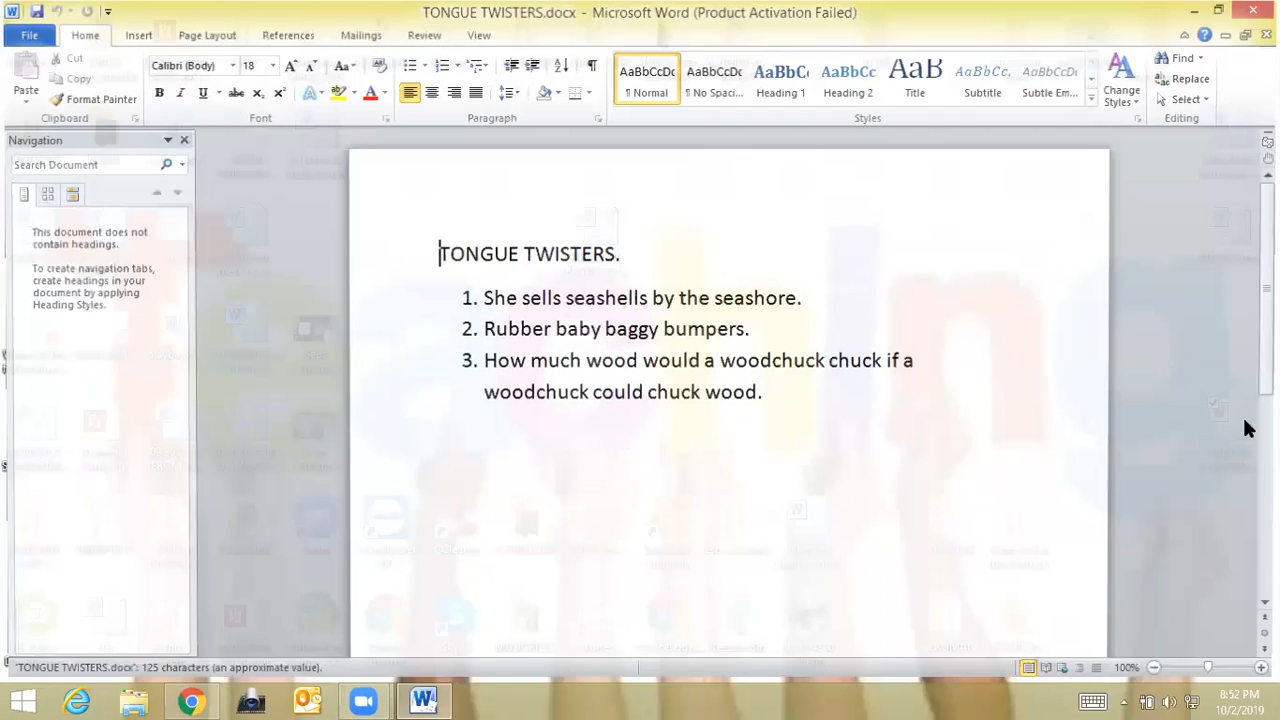 TONGUE TWISTERS.docx - Microsoft Word (Product Activation Failed)
File Home Insert Page Layout References Mailings Review View
Cut
Copy
Paste
Format Painter
Clipboard
Calibri (Body) 18
Font
Paragraph
AaBbCcDc AaBbCcDc AaBbCc AaBbCc AaB AaBbCc, AaBbCcDc
¶ Normal ¶ No Spaci... Heading 1 Heading 2 Title Subtitle Subtle Em...
Change
Styles
Styles
Find
Replace
Select
Editing
Navigation
Search Document
This document does not
contain headings.
To create navigation tabs,
create headings in your
document by applying
Heading Styles.
TONGUE TWISTERS.
1. She sells seashells by the seashore.
2. Rubber baby baggy bumpers.
3. How much wood would a woodchuck chuck if a
woodchuck could chuck wood.
"TONGUE TWISTERS.docx": 125 characters (an approximate value).
100%
8:52 PM
10/2/2019